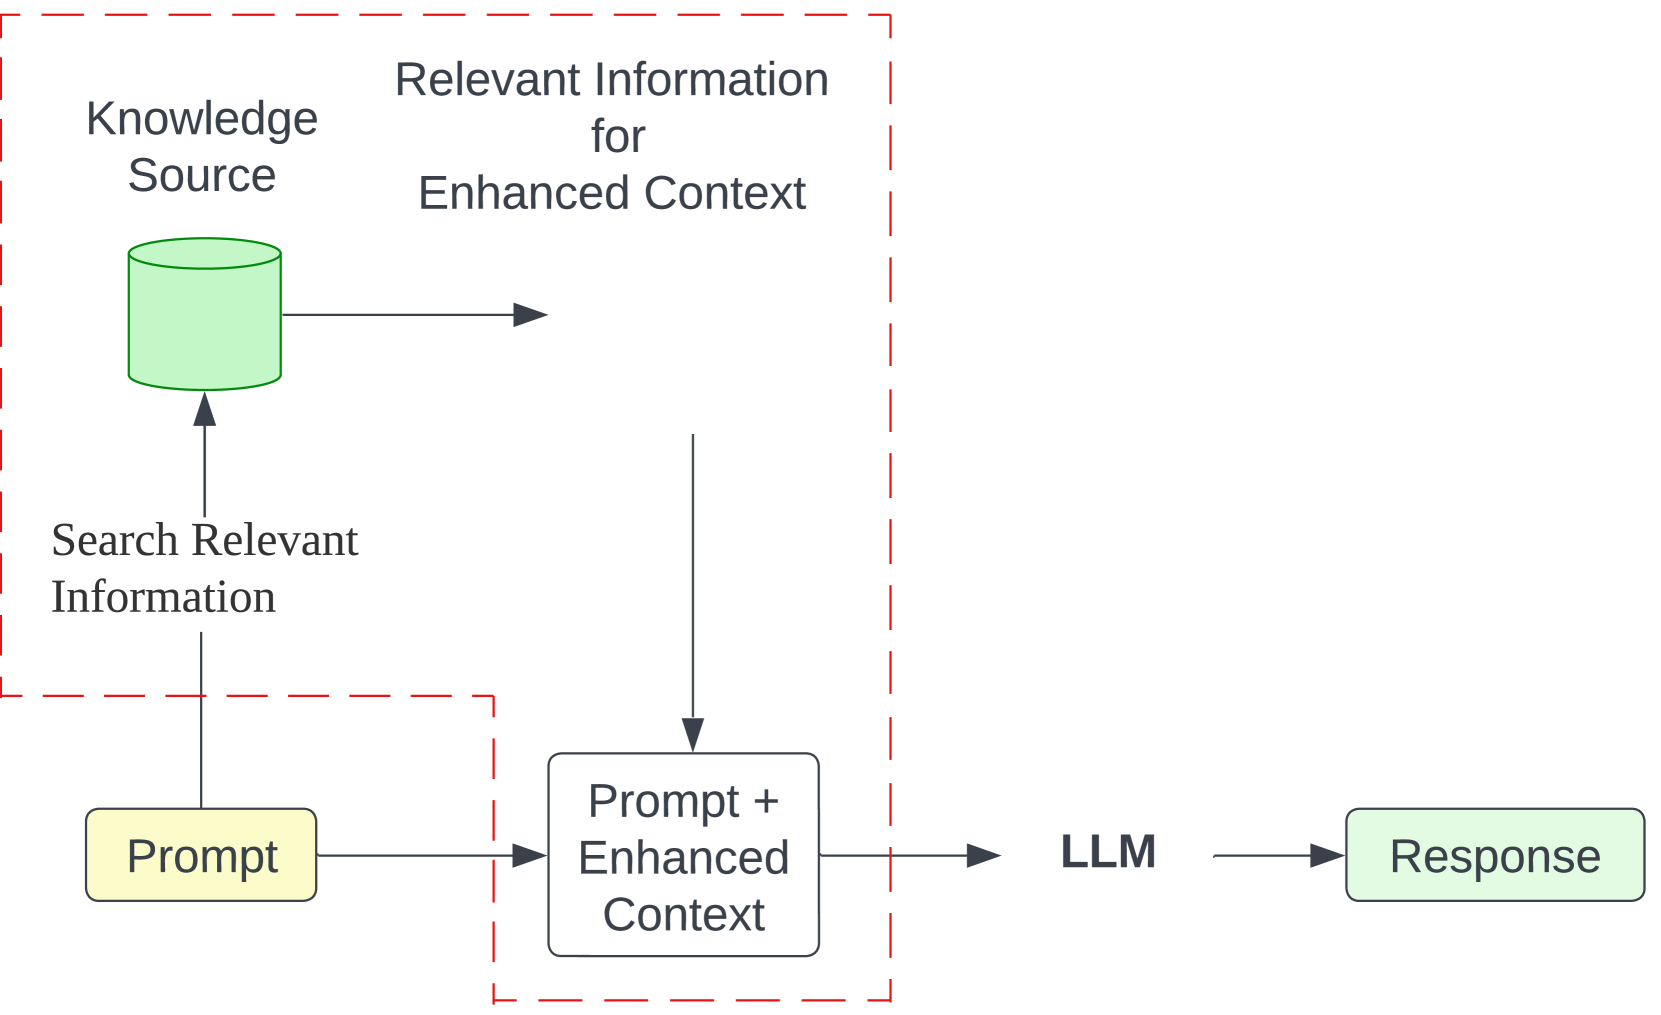 Knowledge
Source
Relevant Information
for
Enhanced Context
Search Relevant
Information
Prompt
Prompt +
Enhanced
Context
LLM
Response